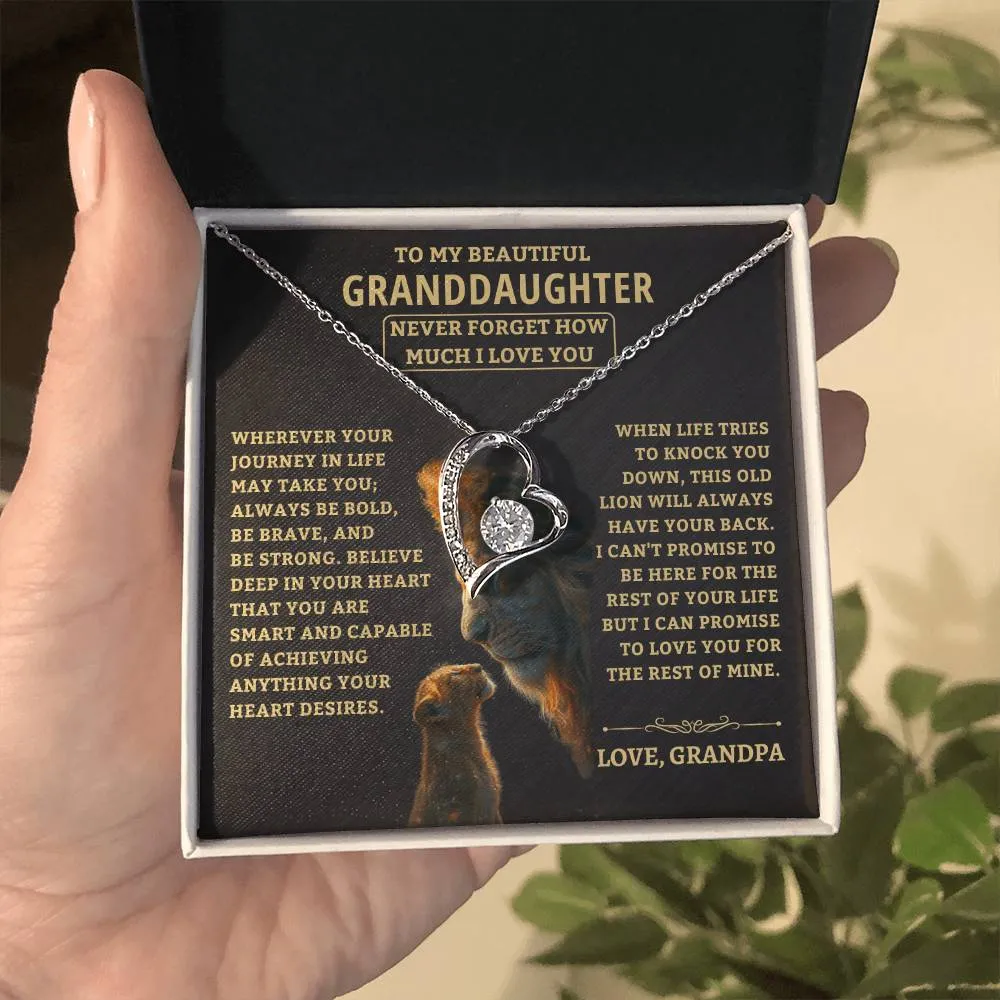 TO MY BEAUTIFUL
GRANDDAUGHTER
NEVER FORGET HOW
MUCH I LOVE YOU
WHEREVER YOUR
JOURNEY IN LIFE
MAY TAKE YOU;
ALWAYS BE BOLD,
BE BRAVE, AND
BE STRONG. BELIEVE
DEEP IN YOUR HEART
THAT YOU ARE
SMART AND CAPABLE
OF ACHIEVING
ANYTHING YOUR
HEART DESIRES.
WHEN LIFE TRIES
TO KNOCK YOU
DOWN, THIS OLD
LION WILL ALWAYS
HAVE YOUR BACK.
I CAN'T PROMISE TO
BE HERE FOR THE
REST OF YOUR LIFE
BUT I CAN PROMISE
TO LOVE YOU FOR
THE REST OF MINE.
LOVE, GRANDPA